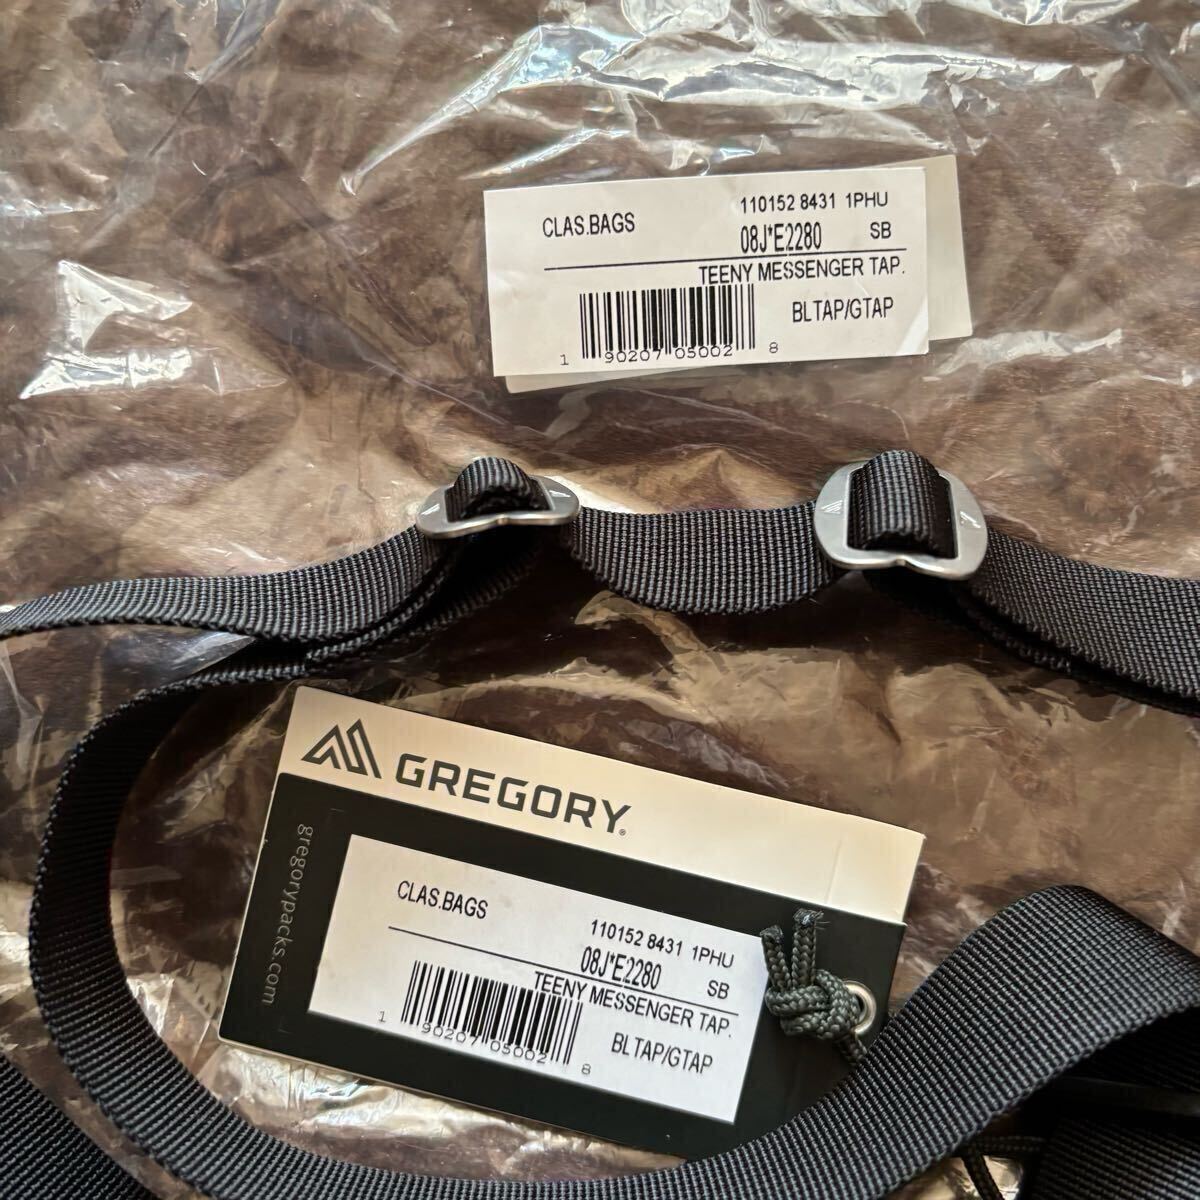 CLAS.BAGS
110152 8431 1PHU
08J*E2280 SB
TEENY MESSENGER TAP.
BLTAP/GTAP
1 90207 05002 8
GREGORY
gregorypacks.com
CLAS.BAGS
110152 8431 1PHU
08J*E2280 SB
TEENY MESSENGER TAP.
BLTAP/GTAP
1 90207 05002 8